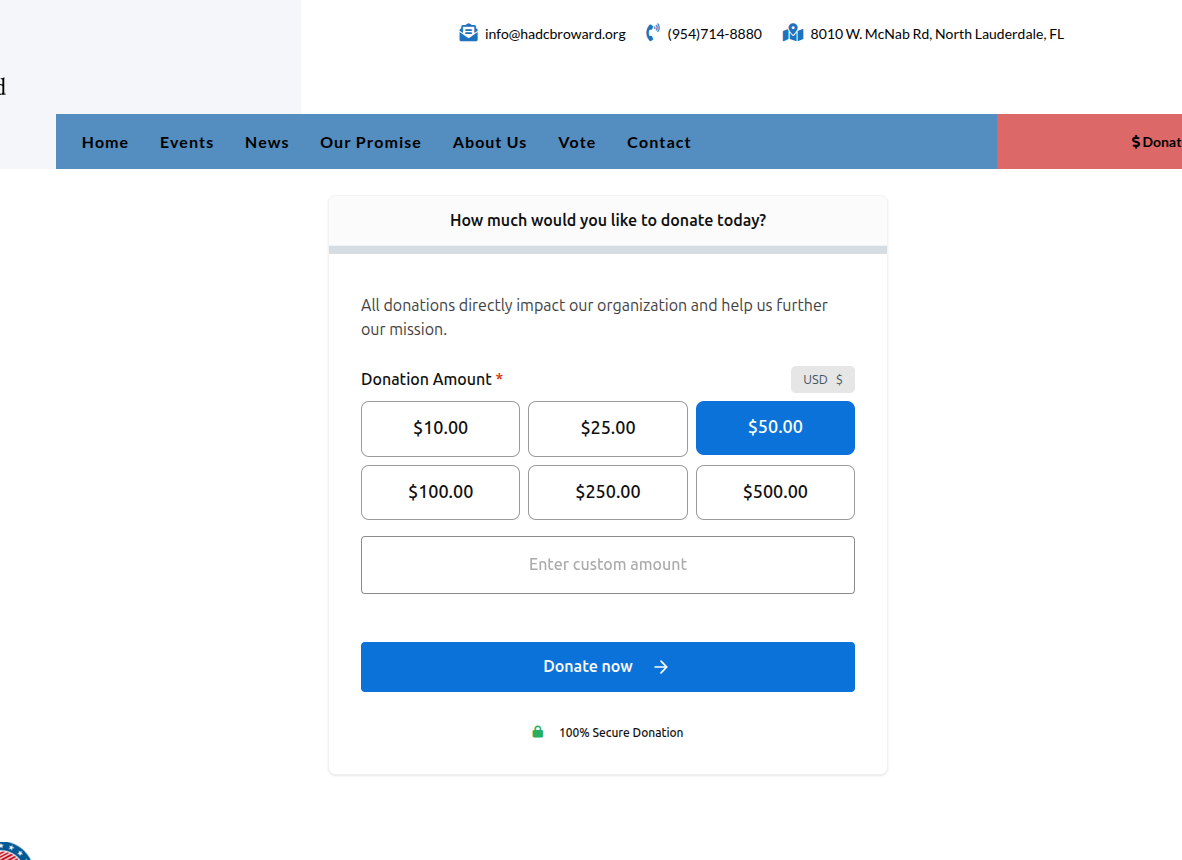 info@hadcbroward.org (954)714-8880 8010 W. McNab Rd, North Lauderdale, FL
d
Home Events News Our Promise About Us Vote Contact $ Donat
How much would you like to donate today?
All donations directly impact our organization and help us further
our mission.
Donation Amount * USD $
$10.00 $25.00 $50.00
$100.00 $250.00 $500.00
Enter custom amount
Donate now →
100% Secure Donation